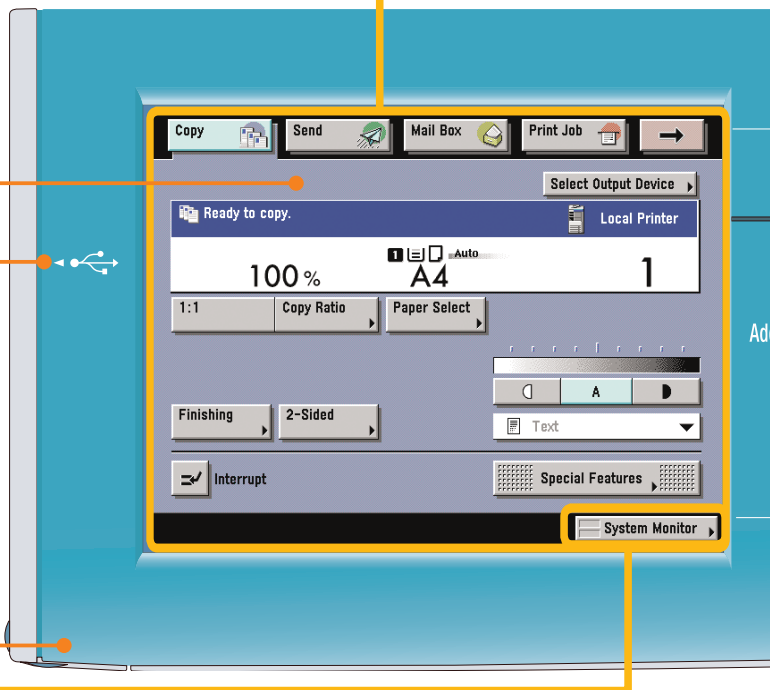 Copy
Send
Mail Box
Print Job
Select Output Device
Ready to copy.
Local Printer
100 %
1 Auto
A4
1
1:1
Copy Ratio
Paper Select
A
Finishing
2-Sided
Text
Interrupt
Special Features
System Monitor